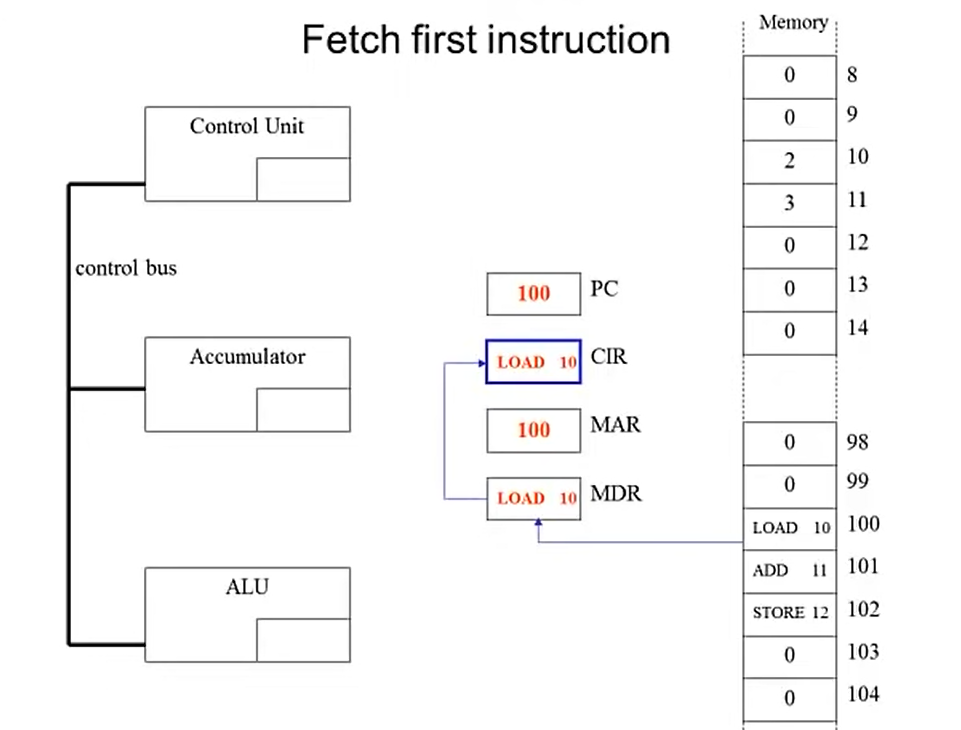 Fetch first instruction
Memory
0 8
0 9
2 10
3 11
0 12
0 13
0 14
0 98
0 99
LOAD 10 100
ADD 11 101
STORE 12 102
0 103
0 104
Control Unit
control bus
Accumulator
ALU
100 PC
LOAD 10 CIR
100 MAR
LOAD 10 MDR